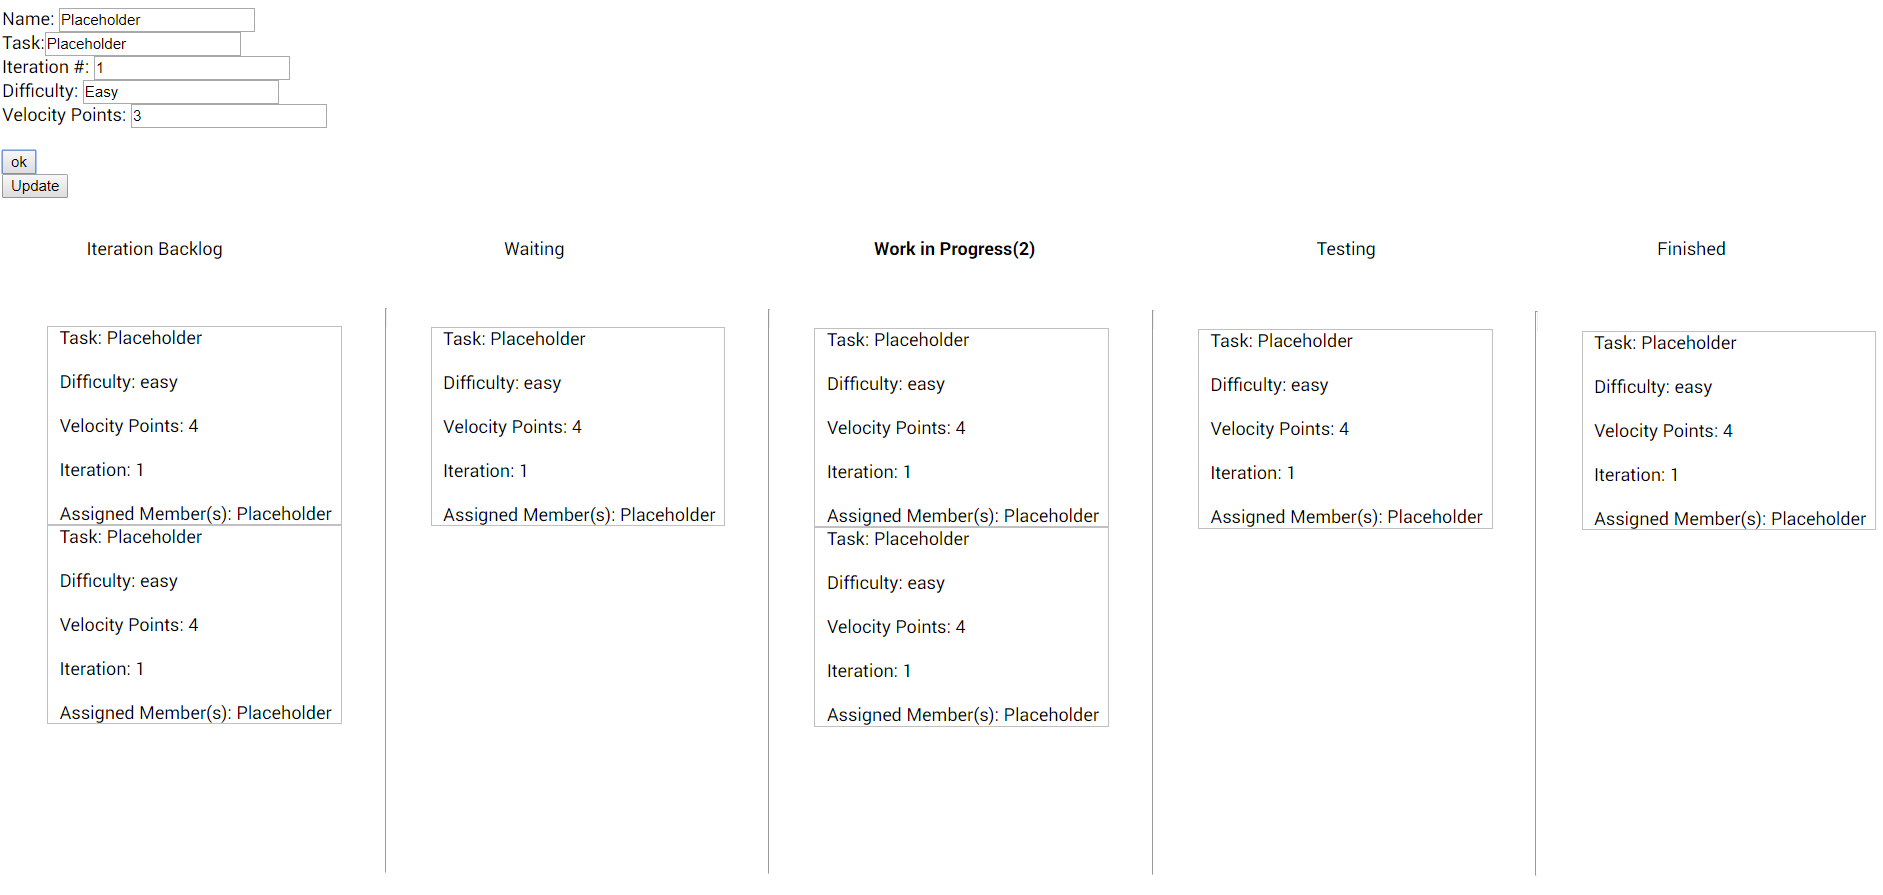 Name: Placeholder
Task:Placeholder
Iteration #: 1
Difficulty: Easy
Velocity Points: 3
ok
Update
Iteration Backlog
Task: Placeholder
Difficulty: easy
Velocity Points: 4
Iteration: 1
Assigned Member(s): Placeholder
Task: Placeholder
Difficulty: easy
Velocity Points: 4
Iteration: 1
Assigned Member(s): Placeholder
Waiting
Task: Placeholder
Difficulty: easy
Velocity Points: 4
Iteration: 1
Assigned Member(s): Placeholder
Work in Progress(2)
Task: Placeholder
Difficulty: easy
Velocity Points: 4
Iteration: 1
Assigned Member(s): Placeholder
Task: Placeholder
Difficulty: easy
Velocity Points: 4
Iteration: 1
Assigned Member(s): Placeholder
Testing
Task: Placeholder
Difficulty: easy
Velocity Points: 4
Iteration: 1
Assigned Member(s): Placeholder
Finished
Task: Placeholder
Difficulty: easy
Velocity Points: 4
Iteration: 1
Assigned Member(s): Placeholder